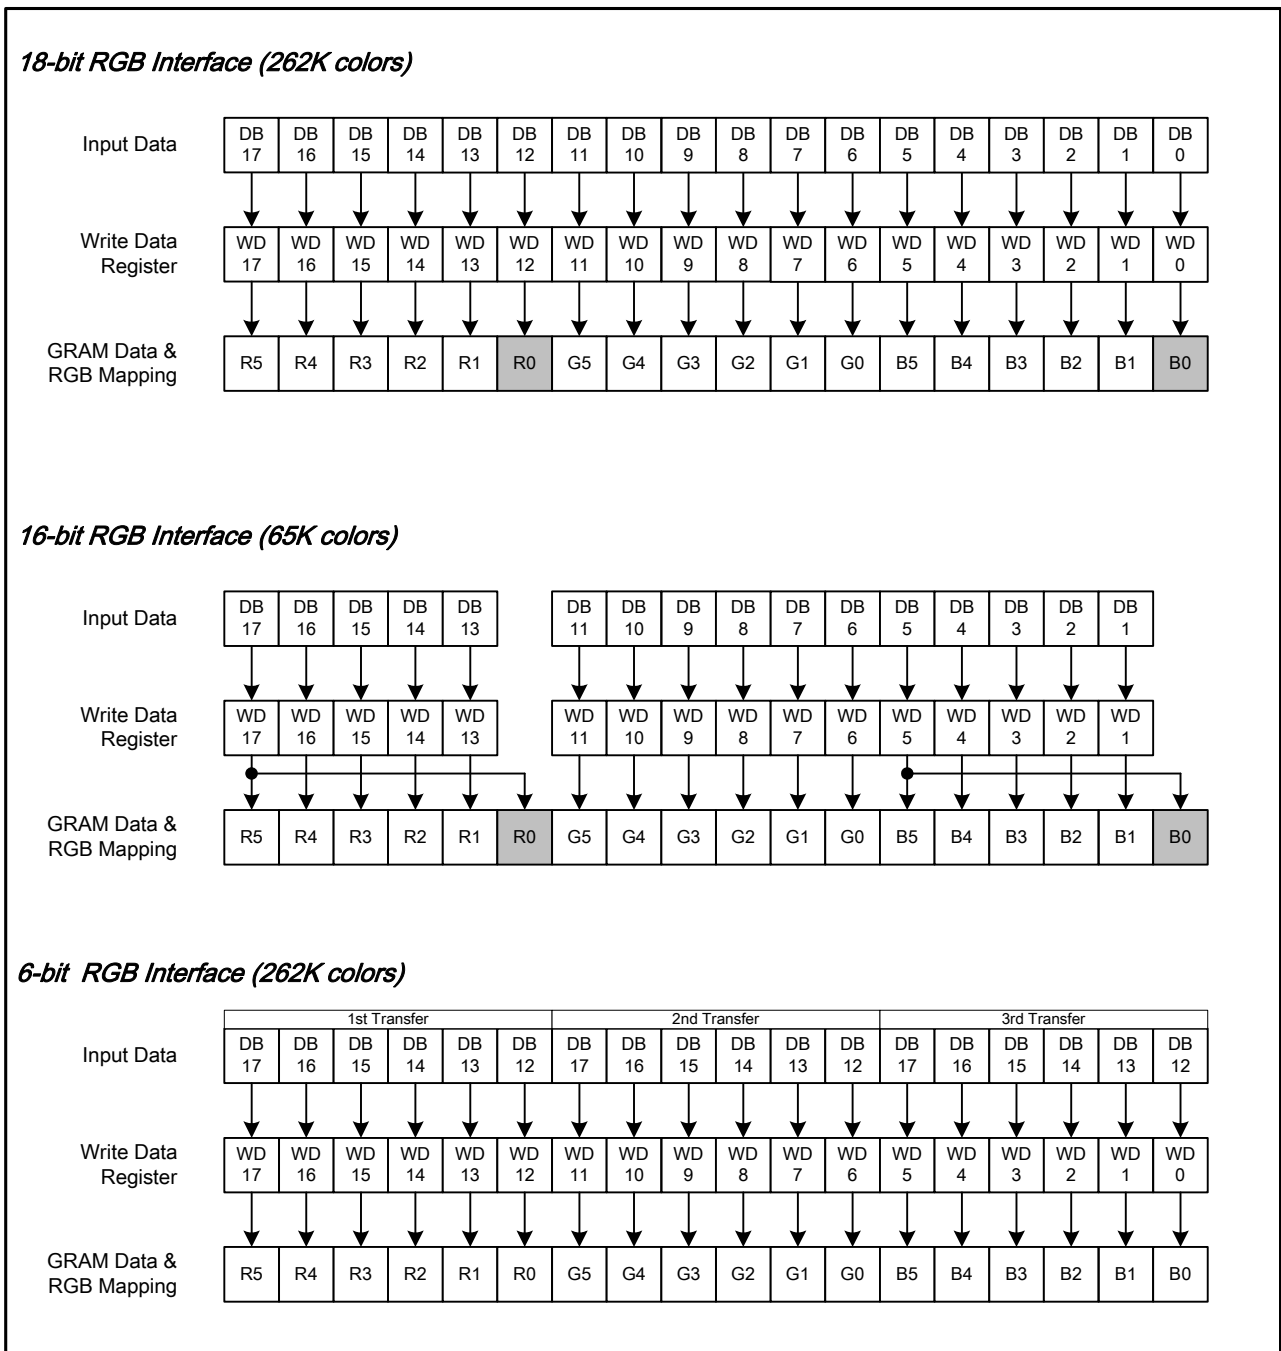 18-bit RGB Interface (262K colors)
Input Data
DB 17 DB 16 DB 15 DB 14 DB 13 DB 12 DB 11 DB 10 DB 9 DB 8 DB 7 DB 6 DB 5 DB 4 DB 3 DB 2 DB 1 DB 0
Write Data
Register
WD 17 WD 16 WD 15 WD 14 WD 13 WD 12 WD 11 WD 10 WD 9 WD 8 WD 7 WD 6 WD 5 WD 4 WD 3 WD 2 WD 1 WD 0
GRAM Data &
RGB Mapping
R5 R4 R3 R2 R1 R0 G5 G4 G3 G2 G1 G0 B5 B4 B3 B2 B1 B0
16-bit RGB Interface (65K colors)
Input Data
DB 17 DB 16 DB 15 DB 14 DB 13 DB 11 DB 10 DB 9 DB 8 DB 7 DB 6 DB 5 DB 4 DB 3 DB 2 DB 1
Write Data
Register
WD 17 WD 16 WD 15 WD 14 WD 13 WD 11 WD 10 WD 9 WD 8 WD 7 WD 6 WD 5 WD 4 WD 3 WD 2 WD 1
GRAM Data &
RGB Mapping
R5 R4 R3 R2 R1 R0 G5 G4 G3 G2 G1 G0 B5 B4 B3 B2 B1 B0
6-bit RGB Interface (262K colors)
1st Transfer 2nd Transfer 3rd Transfer
Input Data
DB 17 DB 16 DB 15 DB 14 DB 13 DB 12 DB 17 DB 16 DB 15 DB 14 DB 13 DB 12 DB 17 DB 16 DB 15 DB 14 DB 13 DB 12
Write Data
Register
WD 17 WD 16 WD 15 WD 14 WD 13 WD 12 WD 11 WD 10 WD 9 WD 8 WD 7 WD 6 WD 5 WD 4 WD 3 WD 2 WD 1 WD 0
GRAM Data &
RGB Mapping
R5 R4 R3 R2 R1 R0 G5 G4 G3 G2 G1 G0 B5 B4 B3 B2 B1 B0